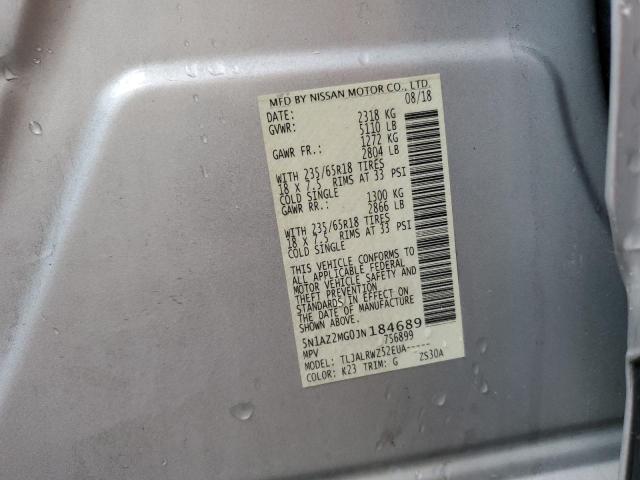 MFD BY NISSAN MOTOR CO., LTD.
DATE: 08/18
GVWR: 2318 KG
5110 LB
GAWR FR.: 1272 KG
2804 LB
WITH 235/65R18 TIRES
18 X 7.5 RIMS AT 33 PSI
COLD SINGLE
GAWR RR.: 1300 KG
2866 LB
WITH 235/65R18 TIRES
18 X 7.5 RIMS AT 33 PSI
COLD SINGLE
THIS VEHICLE CONFORMS TO
ALL APPLICABLE FEDERAL
MOTOR VEHICLE SAFETY AND
THEFT PREVENTION
STANDARDS IN EFFECT ON
THE DATE OF MANUFACTURE
SHOWN ABOVE.
5N1AZ2MG0JN184689
MPV 756899
MODEL: TLJALRWZ52EUA-----
COLOR: K23 TRIM: G ZS30A